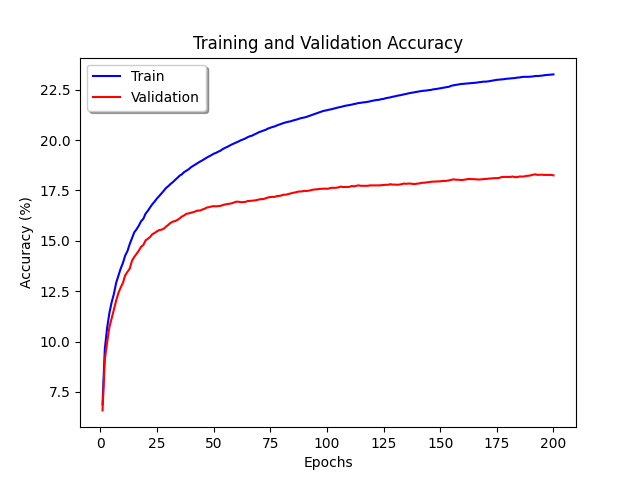 Training and Validation Accuracy
Train
Validation
22.5
20.0
17.5
15.0
12.5
10.0
7.5
Accuracy (%)
0 25 50 75 100 125 150 175 200
Epochs